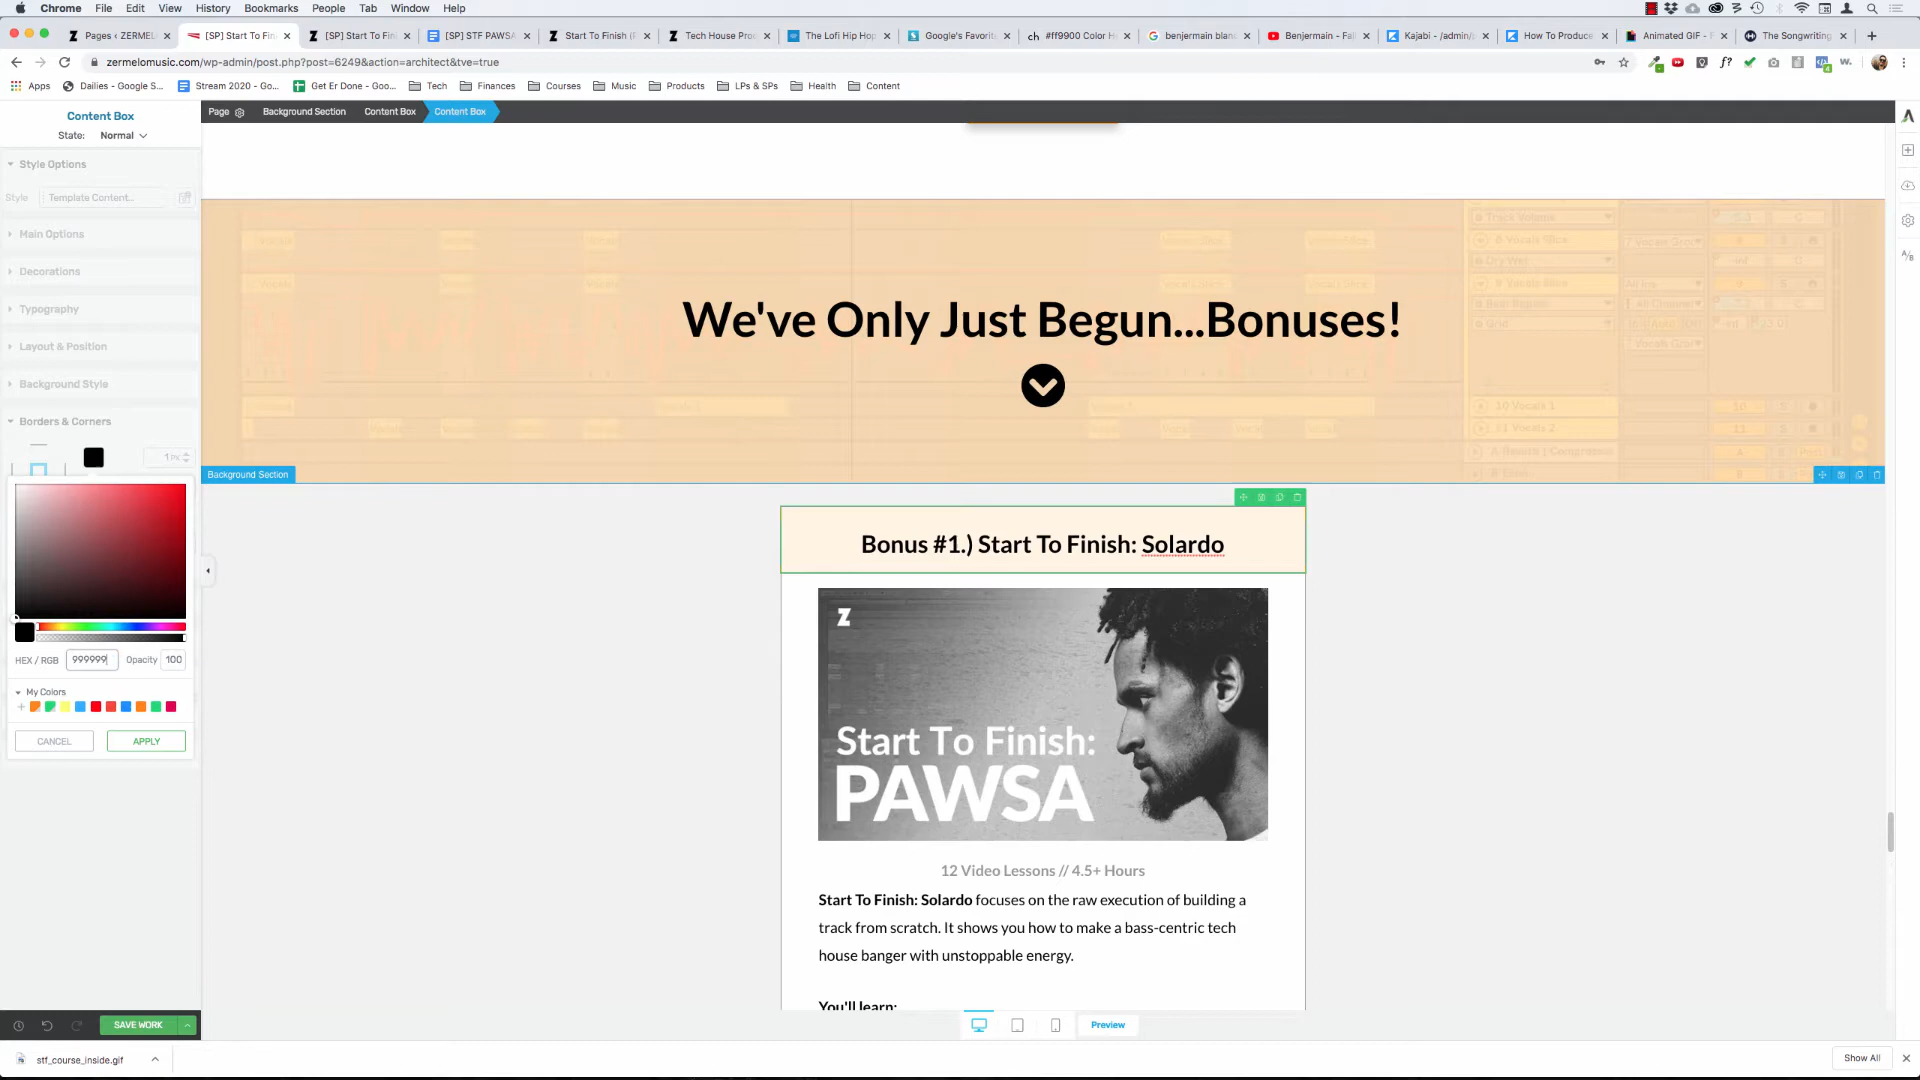 Chrome File Edit View History Bookmarks People Tab Window Help
Pages ‹ ZERMEL [SP] Start To Fin [SP] Start To Fin [SP] STF PAWSA Start To Finish ( Tech House Pro The Lofi Hip Hop Google's Favorit #ff9900 Color H benjermain blan Benjermain - Fal Kajabi - /admin/ How To Produce Animated GIF - The Songwriting
zermelomusic.com/wp-admin/post.php?post=6249&action=architect&tve=true
Apps Dailies - Google S... Stream 2020 - Go... Get Er Done - Goo... Tech Finances Courses Music Products LPs & SPs Health Content
Content Box
State: Normal
Page Background Section Content Box Content Box
Style Options
Style Template Content...
Main Options
Decorations
Typography
Layout & Position
Background Style
Borders & Corners
1 px
HEX / RGB 999999 Opacity 100
My Colors
CANCEL APPLY
SAVE WORK
We've Only Just Begun...Bonuses!
Background Section
Bonus #1.) Start To Finish: Solardo
Z
Start To Finish:
PAWSA
12 Video Lessons // 4.5+ Hours
Start To Finish: Solardo focuses on the raw execution of building a
track from scratch. It shows you how to make a bass-centric tech
house banger with unstoppable energy.
You'll learn:
Preview
stf_course_inside.gif
Show All